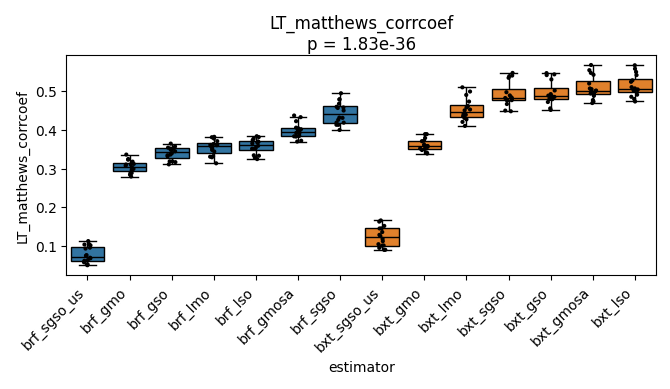 LT_matthews_corrcoef
p = 1.83e-36
LT_matthews_corrcoef
0.5
0.4
0.3
0.2
0.1
brf_sgso_us
brf_gmo
brf_gso
brf_lmo
brf_lso
brf_gmosa
brf_sgso
bxt_sgso_us
bxt_gmo
bxt_lmo
bxt_sgso
bxt_gso
bxt_gmosa
bxt_lso
estimator